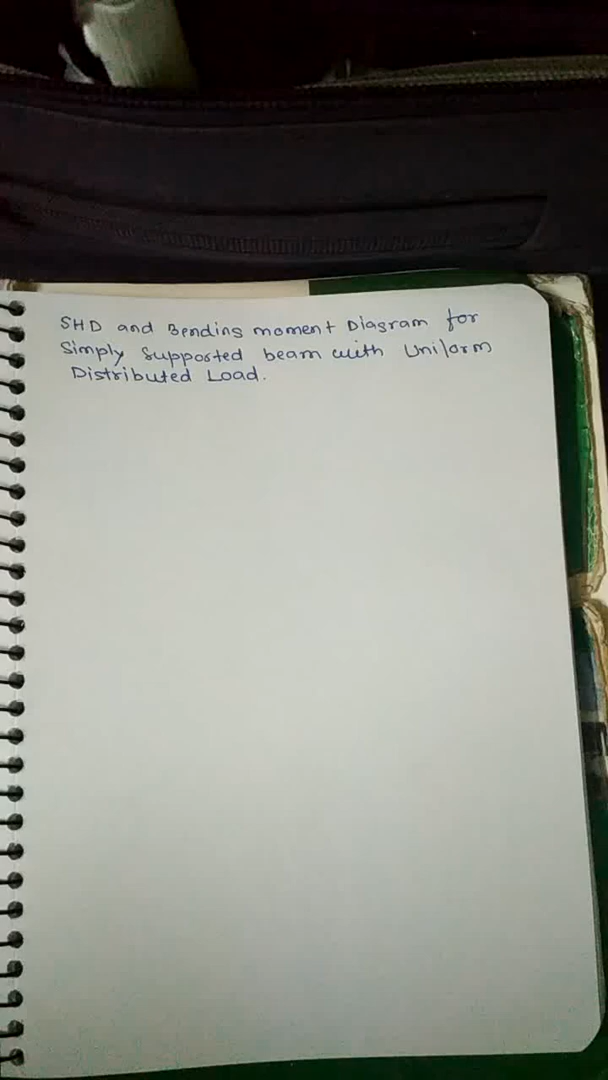 SHD and Bending moment Diagram for
Simply Supported beam with Uniform
Distributed Load.